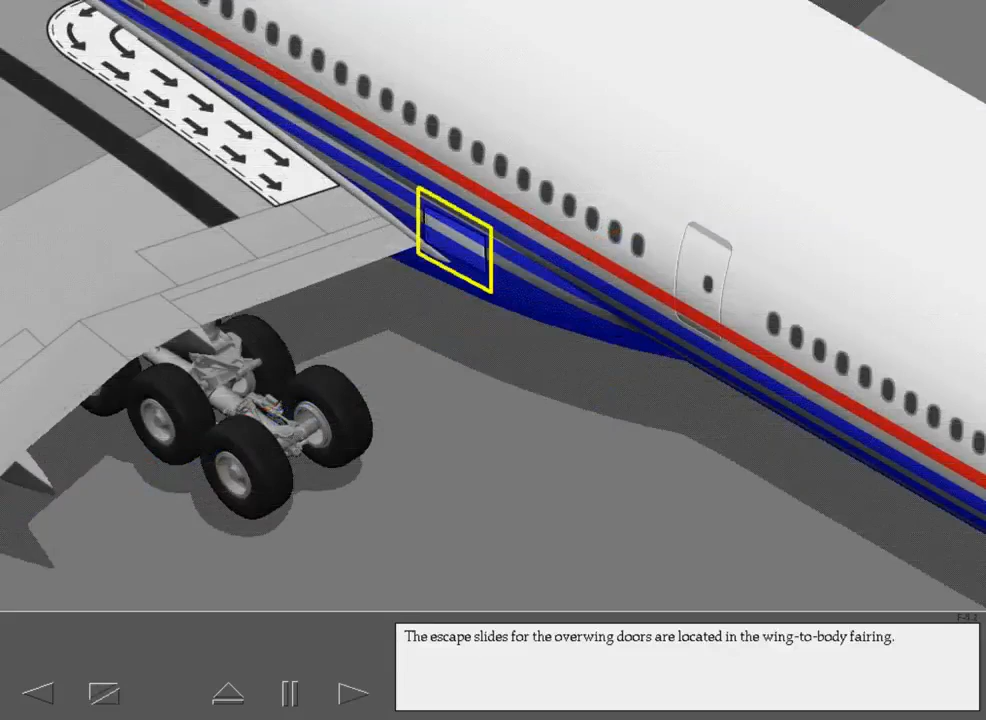 The escape slides for the overwing doors are located in the wing-to-body fairing.